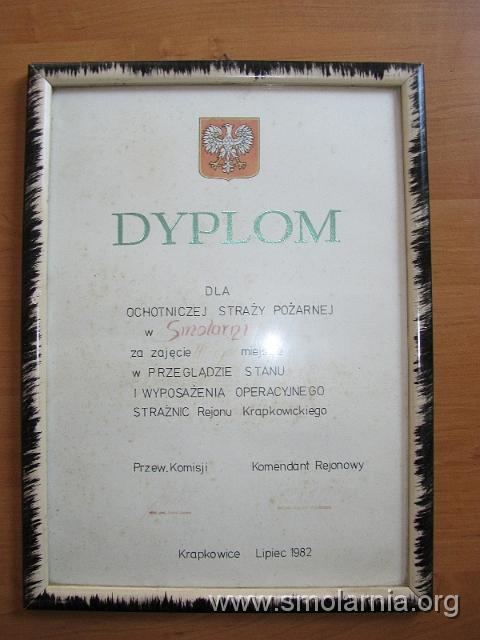 DYPLOM
DLA
OCHOTNICZEJ STRAŻY POŻARNEJ
w Smolarni
za zajęcie miejsce
w PRZEGLĄDZIE STANU
I WYPOSAŻENIA OPERACYJNEGO
STRAŻNIC Rejonu Krapkowickiego
Przew. Komisji Komendant Rejonowy
Krapkowice Lipiec 1982
www.smolarnia.org